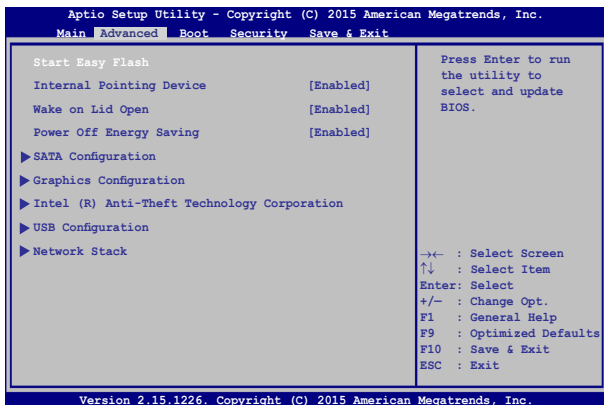 Aptio Setup Utility - Copyright (C) 2015 American Megatrends, Inc.
Main Advanced Boot Security Save & Exit
Start Easy Flash
Internal Pointing Device [Enabled]
Wake on Lid Open [Enabled]
Power Off Energy Saving [Enabled]
SATA Configuration
Graphics Configuration
Intel (R) Anti-Theft Technology Corporation
USB Configuration
Network Stack
Press Enter to run
the utility to
select and update
BIOS.
→← : Select Screen
↑↓ : Select Item
Enter: Select
+/— : Change Opt.
F1 : General Help
F9 : Optimized Defaults
F10 : Save & Exit
ESC : Exit
Version 2.15.1226. Copyright (C) 2015 American Megatrends, Inc.